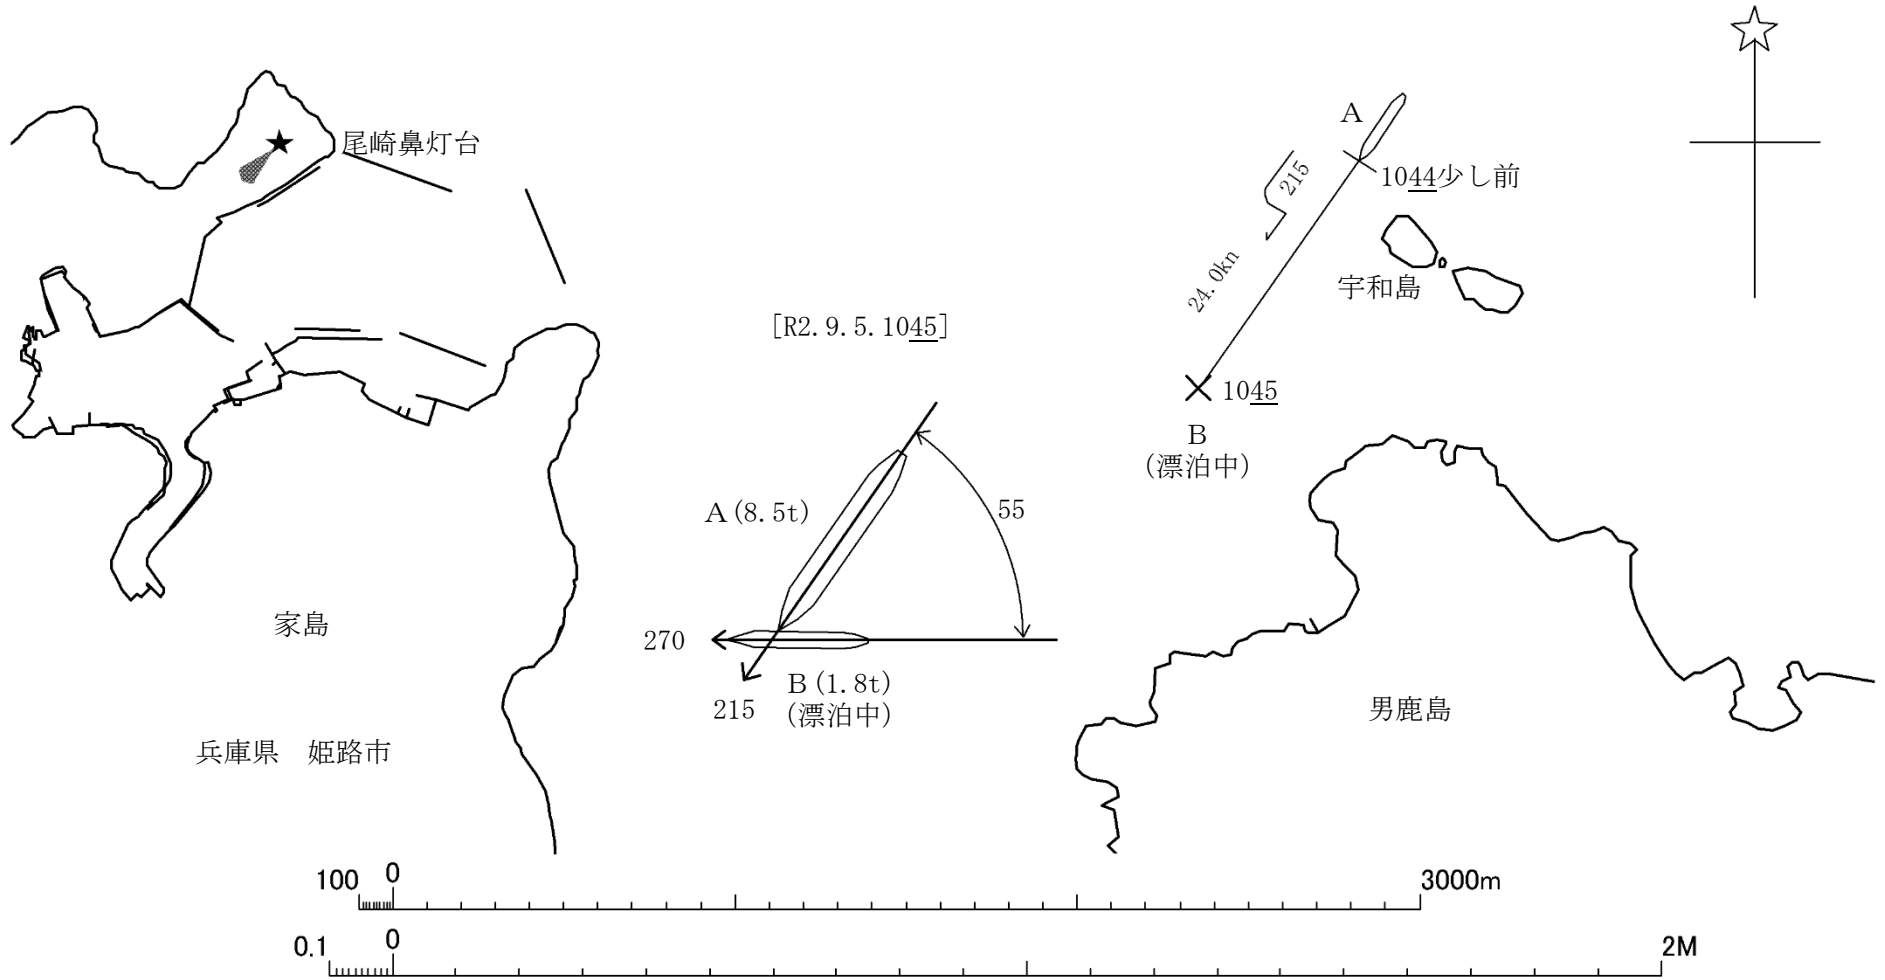 尾崎鼻灯台
A
215
1044少し前
24.0kn
宇和島
[R2.9.5.1045]
1045
B
(漂泊中)
A(8.5t)
55
家島
270
B(1.8t)
(漂泊中)
215
男鹿島
兵庫県　姫路市
100 0 3000m
0.1 0 2M